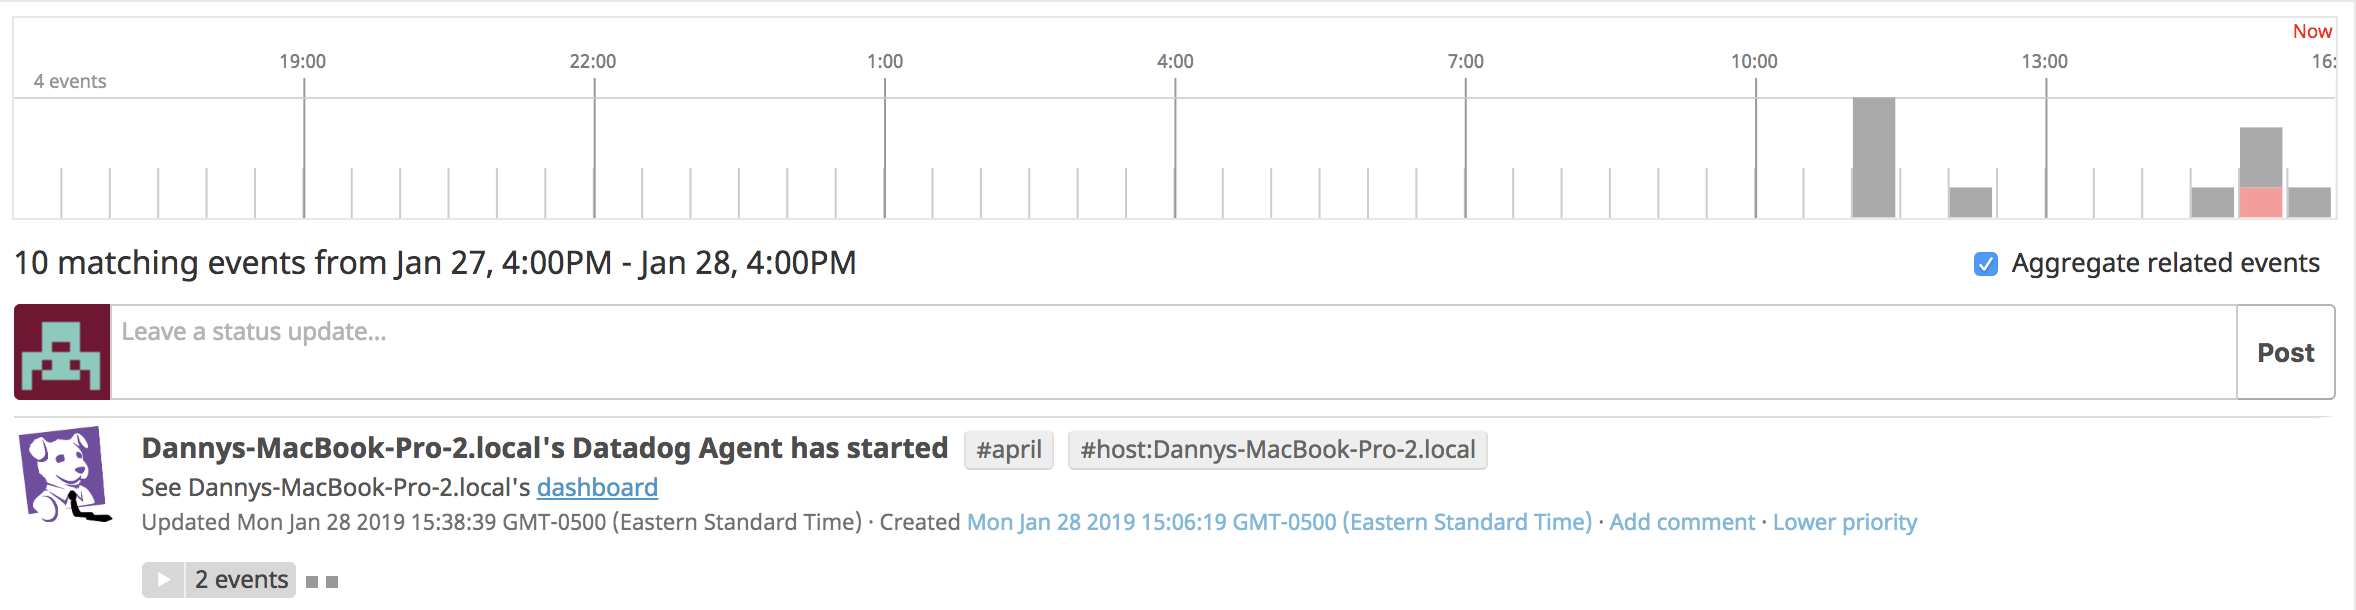 Now
19:00 22:00 1:00 4:00 7:00 10:00 13:00 16:
4 events
10 matching events from Jan 27, 4:00PM - Jan 28, 4:00PM Aggregate related events
Leave a status update...
Post
Dannys-MacBook-Pro-2.local's Datadog Agent has started #april #host:Dannys-MacBook-Pro-2.local
See Dannys-MacBook-Pro-2.local's dashboard
Updated Mon Jan 28 2019 15:38:39 GMT-0500 (Eastern Standard Time) · Created Mon Jan 28 2019 15:06:19 GMT-0500 (Eastern Standard Time) · Add comment · Lower priority
2 events